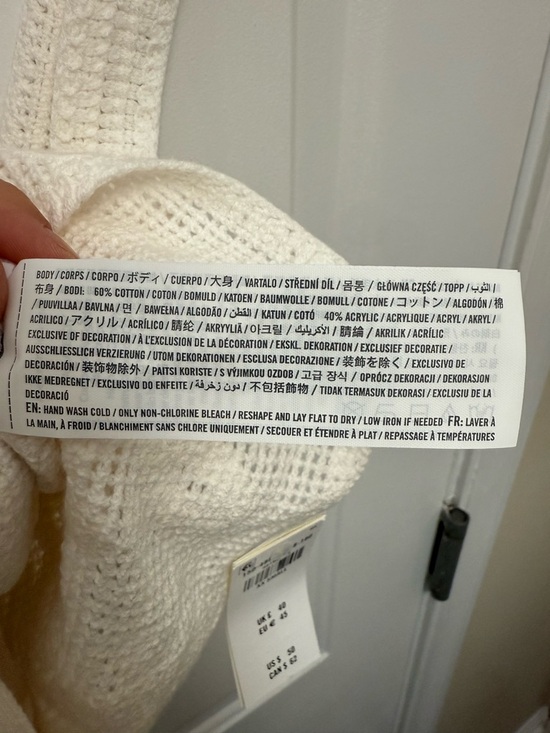 BODY / CORPS / CORPO / ボディ / CUERPO / 大身 / VARTALO / STŘEDNÍ DÍL / 몸통 / GŁÓWNA CZĘŚĆ / TOPP / الثوب /
布身 / BODI: 60% COTTON / COTON / BOMULD / KATOEN / BAUMWOLLE / BOMULL / COTONE / コットン / ALGODÓN / 棉
/ PUUVILLAA / BAVLNA / 면 / BAWEŁNA / ALGODÃO / القطن / KATUN / COTÓ 40% ACRYLIC / ACRYLIQUE / ACRYL / AKRYL /
ACRILICO / アクリル / ACRÍLICO / 腈纶 / AKRYYLIÄ / 아크릴 / الأكريليك / 腈綸 / AKRILIK / ACRÍLIC
EXCLUSIVE OF DECORATION / À L'EXCLUSION DE LA DÉCORATION / EKSKL. DEKORATION / EXCLUSIEF DECORATIE /
AUSSCHLIESSLICH VERZIERUNG / UTOM DEKORATIONEN / ESCLUSA DECORAZIONE / 装飾を除く / EXCLUSIVO DE
DECORACIÓN / 装饰物除外 / PAITSI KORISTE / S VÝJIMKOU OZDOB / 고급 장식 / OPRÓCZ DEKORACJI / DEKORASJON
IKKE MEDREGNET / EXCLUSIVO DO ENFEITE / دون زخرفة / 不包括飾物 / TIDAK TERMASUK DEKORASI / EXCLUSIU DE LA
DECORACIÓ
EN: HAND WASH COLD / ONLY NON-CHLORINE BLEACH / RESHAPE AND LAY FLAT TO DRY / LOW IRON IF NEEDED FR: LAVER À
LA MAIN, À FROID / BLANCHIMENT SANS CHLORE UNIQUEMENT / SECOUER ET ÉTENDRE À PLAT / REPASSAGE À TEMPÉRATURES
UK £ 40
EU € 45
US $ 50
CAN $ 62